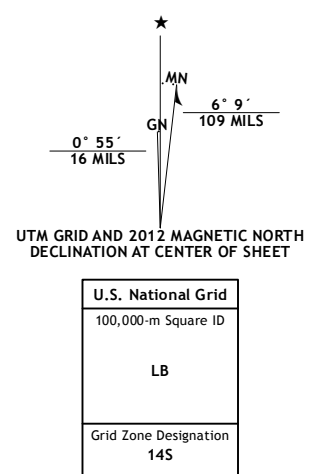 ★
MN
6° 9´
109 MILS
GN
0° 55´
16 MILS
UTM GRID AND 2012 MAGNETIC NORTH
DECLINATION AT CENTER OF SHEET
U.S. National Grid
100,000-m Square ID
LB
Grid Zone Designation
14S